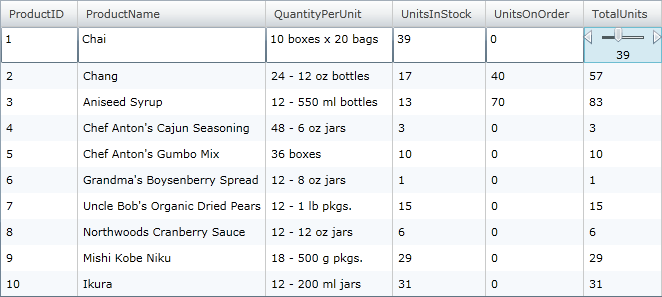 ProductID ProductName QuantityPerUnit UnitsInStock UnitsOnOrder TotalUnits
1 Chai 10 boxes x 20 bags 39 0 39
2 Chang 24 - 12 oz bottles 17 40 57
3 Aniseed Syrup 12 - 550 ml bottles 13 70 83
4 Chef Anton's Cajun Seasoning 48 - 6 oz jars 3 0 3
5 Chef Anton's Gumbo Mix 36 boxes 10 0 10
6 Grandma's Boysenberry Spread 12 - 8 oz jars 1 0 1
7 Uncle Bob's Organic Dried Pears 12 - 1 lb pkgs. 15 0 15
8 Northwoods Cranberry Sauce 12 - 12 oz jars 6 0 6
9 Mishi Kobe Niku 18 - 500 g pkgs. 29 0 29
10 Ikura 12 - 200 ml jars 31 0 31